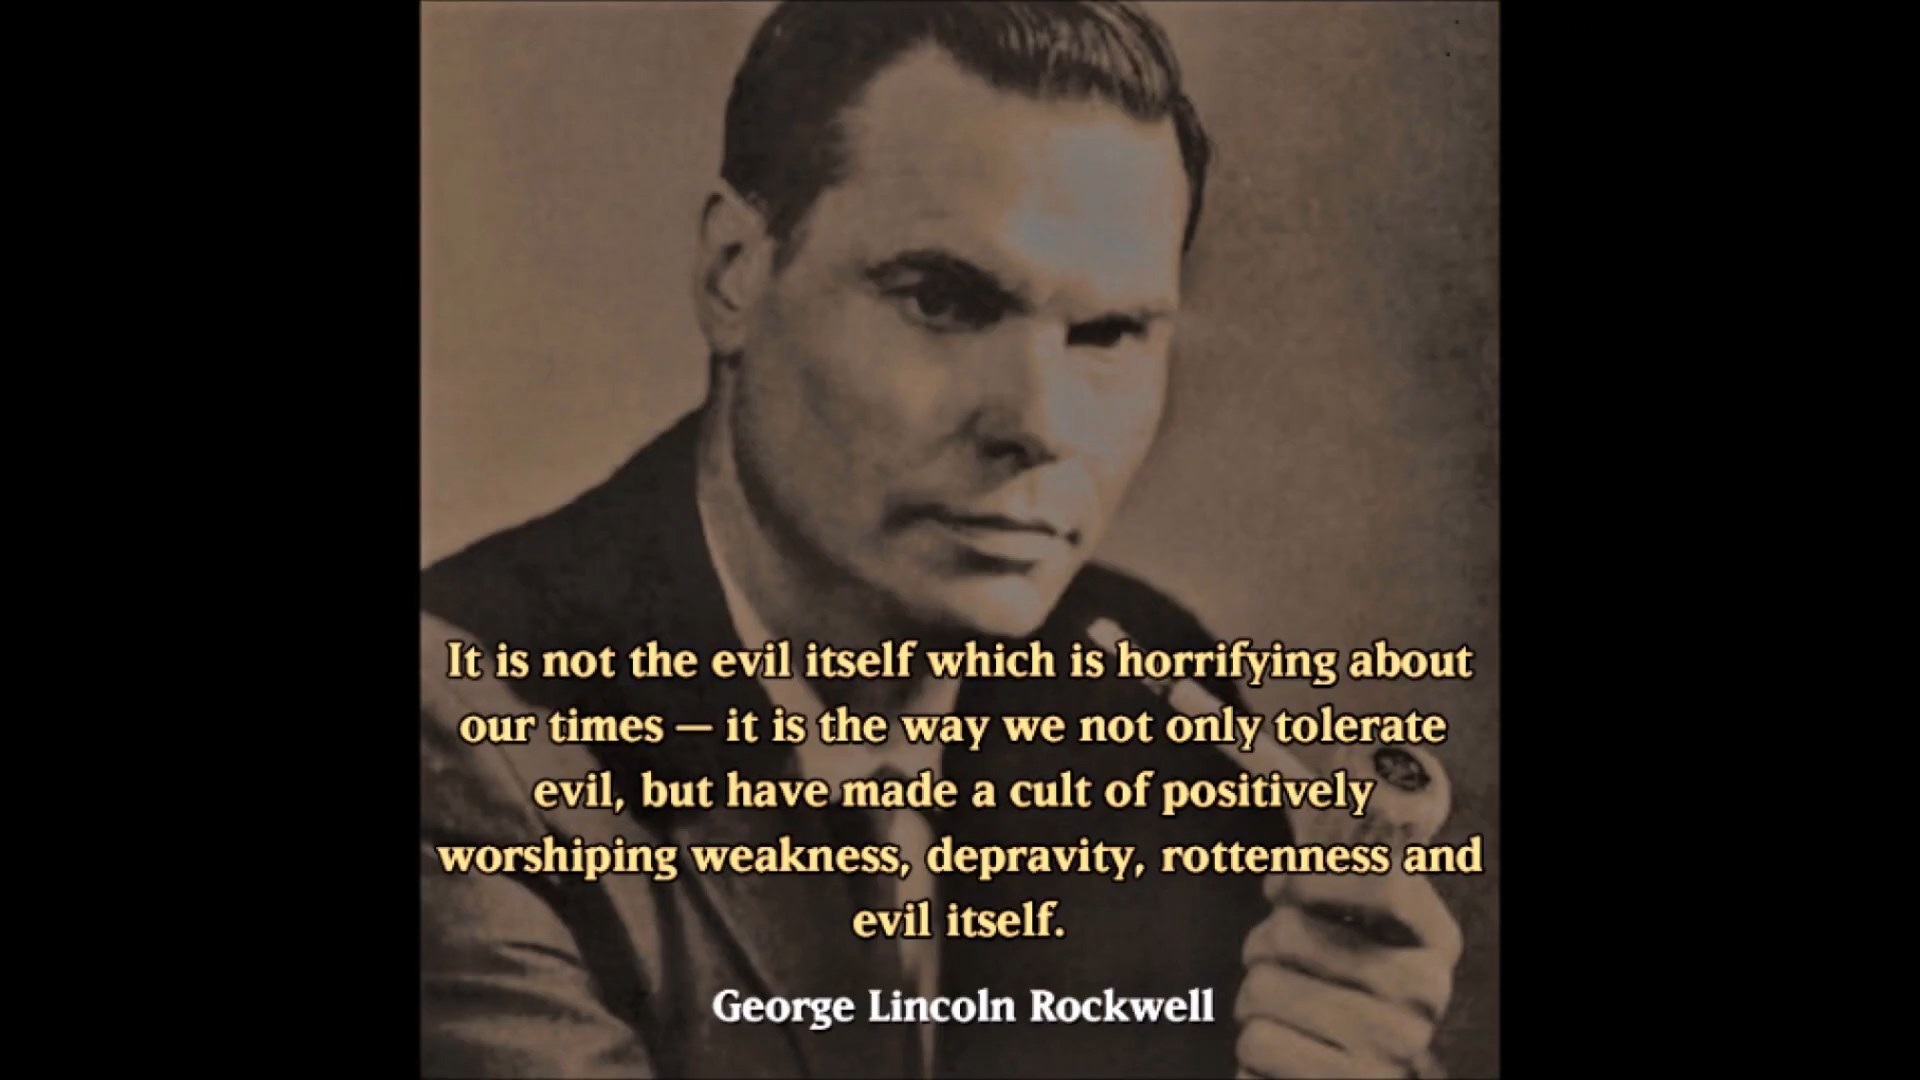 It is not the evil itself which is horrifying about
our times — it is the way we not only tolerate
evil, but have made a cult of positively
worshiping weakness, depravity, rottenness and
evil itself.
George Lincoln Rockwell